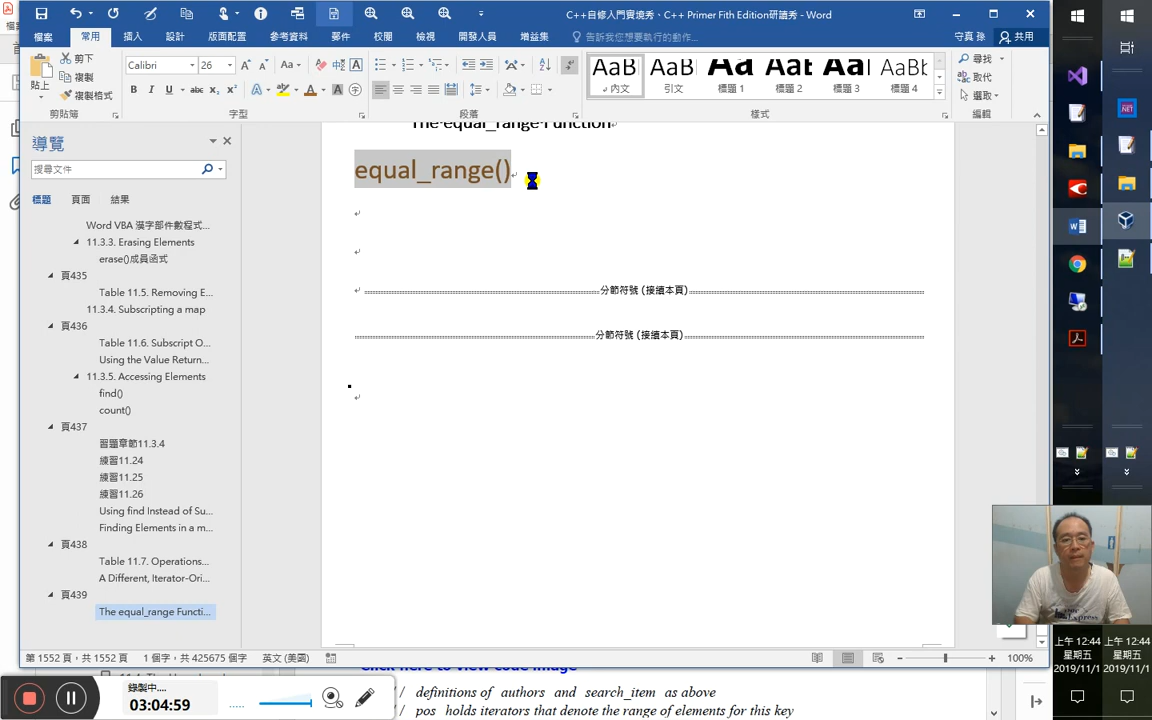 C++自修入門實境秀、C++ Primer Fifth Edition研讀秀 - Word
檔案 常用 插入 設計 版面配置 參考資料 郵件 校閱 檢視 開發人員 增益集 告訴我您想執行的動作... 守真 孫 共用
貼上 剪下 複製 複製格式 剪貼簿
Calibri 26 字型
段落
AaB 內文 AaB 引文 Aa 標題 1 Aat 標題 2 Aal 標題 3 AaBb 標題 4 樣式
尋找 取代 選取 編輯
導覽
搜尋文件
標題 頁面 結果
Word VBA 漢字部件數程式...
11.3.3. Erasing Elements
erase()成員函式
頁435
Table 11.5. Removing E...
11.3.4. Subscripting a map
頁436
Table 11.6. Subscript O...
Using the Value Return...
11.3.5. Accessing Elements
find()
count()
頁437
習題章節11.3.4
練習11.24
練習11.25
練習11.26
Using find Instead of Su...
Finding Elements in a m...
頁438
Table 11.7. Operations...
A Different, Iterator-Ori...
頁439
The equal_range Functi...
The equal_range Function
equal_range()
分節符號 (接續本頁)
分節符號 (接續本頁)
第 1552 頁，共 1552 頁 1 個字，共 425675 個字 英文 (美國) 100%
Click here to view code image
// definitions of authors and search_item as above
// pos holds iterators that denote the range of elements for this key
錄製中....
03:04:59
上午 12:44 上午 12:44
星期五 星期五
2019/11/1 2019/11/1